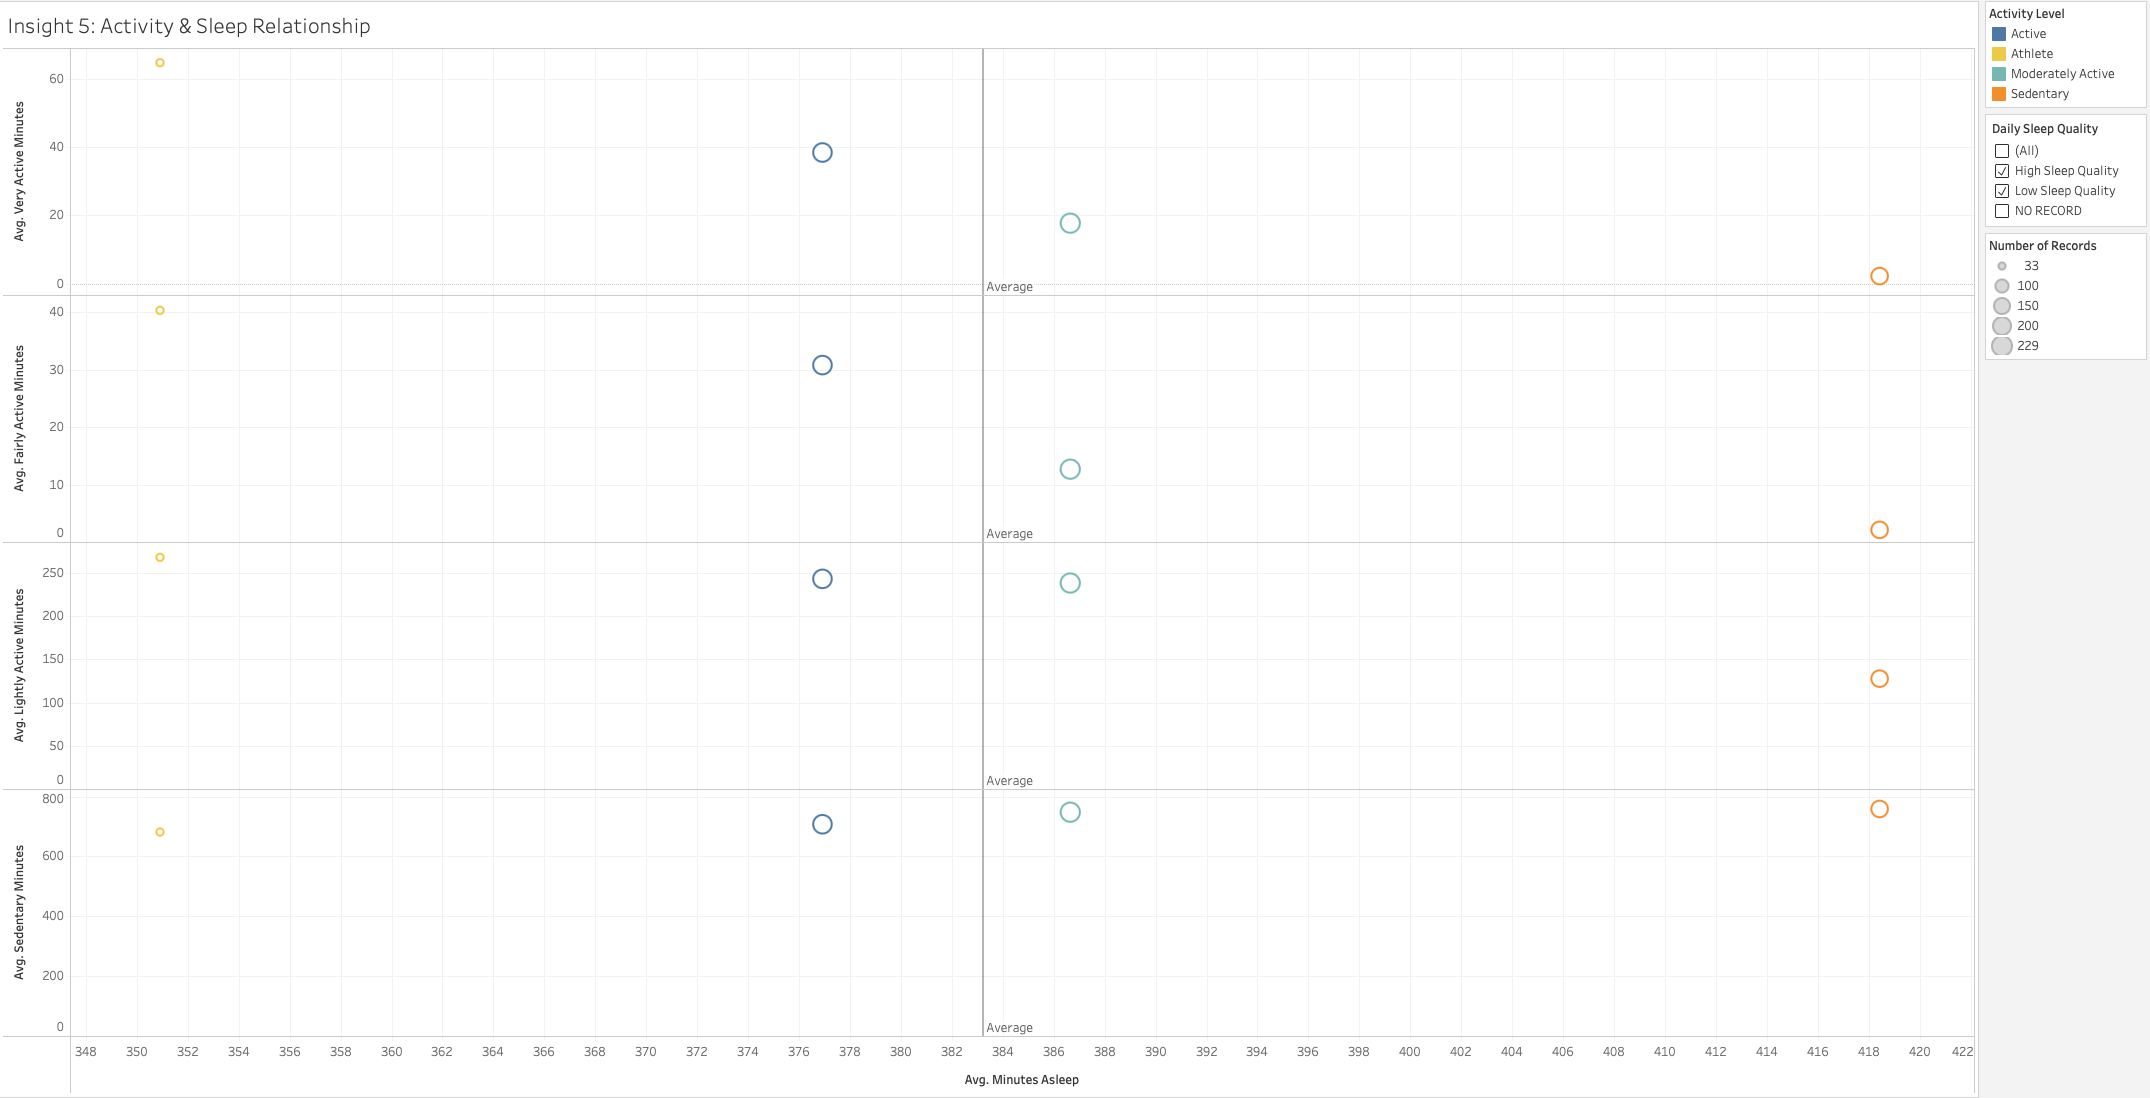 Insight 5: Activity & Sleep Relationship
Avg. Very Active Minutes
60
40
20
0
Average
Avg. Fairly Active Minutes
40
30
20
10
0
Average
Avg. Lightly Active Minutes
250
200
150
100
50
0
Average
Avg. Sedentary Minutes
800
600
400
200
0
Average
348 350 352 354 356 358 360 362 364 366 368 370 372 374 376 378 380 382 384 386 388 390 392 394 396 398 400 402 404 406 408 410 412 414 416 418 420 422
Avg. Minutes Asleep
Activity Level
Active
Athlete
Moderately Active
Sedentary
Daily Sleep Quality
(All)
High Sleep Quality
Low Sleep Quality
NO RECORD
Number of Records
33
100
150
200
229